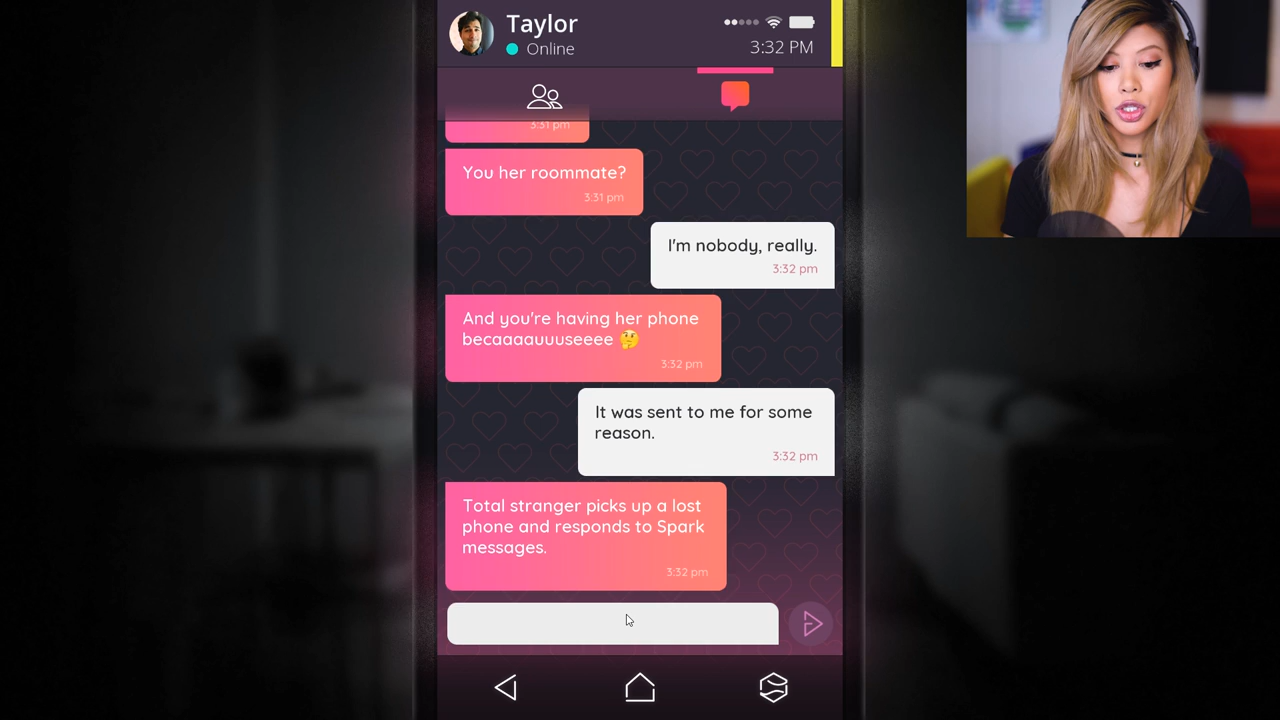 Taylor
Online
3:32 PM
3:31 pm
You her roommate?
3:31 pm
I'm nobody, really.
3:32 pm
And you're having her phone
becaaaauuuseeee 🤔
3:32 pm
It was sent to me for some
reason.
3:32 pm
Total stranger picks up a lost
phone and responds to Spark
messages.
3:32 pm